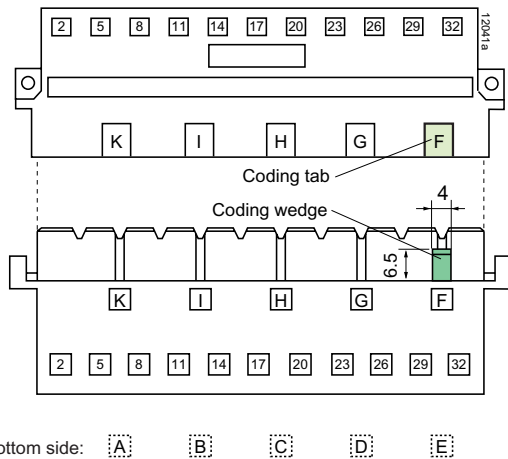 2 5 8 11 14 17 20 23 26 29 32
12041a
K I H G F
Coding tab
4
Coding wedge
6.5
K I H G F
2 5 8 11 14 17 20 23 26 29 32
ottom side: A B C D E